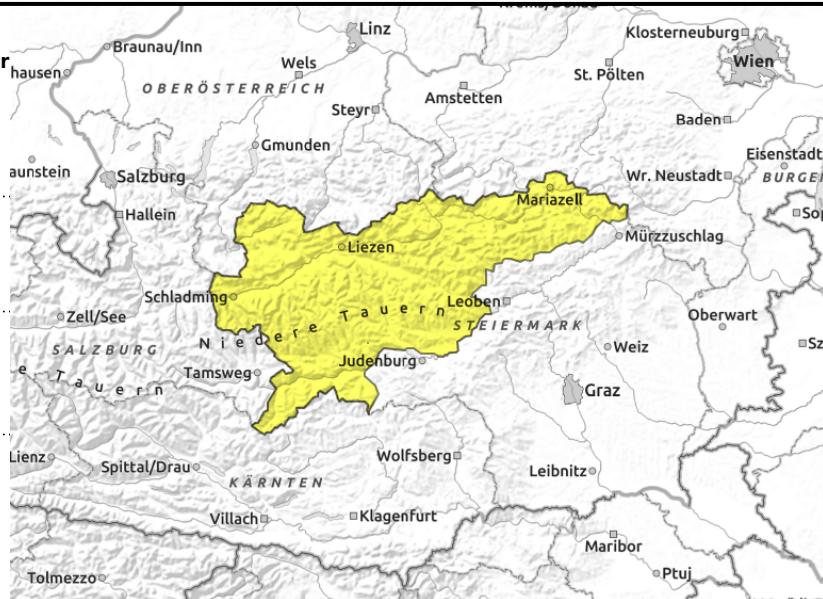 Linz
Klosterneuburg
Braunau/Inn
r
hausen
Wels
Wien
St. Pölten
OBERÖSTERREICH
Amstetten
Steyr
Baden
Gmunden
Eisenstadt
aunstein
Salzburg
Wr. Neustadt
BURGE
Mariazell
Hallein
Sop
Mürzzuschlag
Liezen
Schladming
Leoben
Zell/See
Niedere Tauern
Oberwart
STEIERMARK
SALZBURG
Weiz
Sz
Judenburg
e Tauern
Tamsweg
Graz
Lienz
Wolfsberg
Spittal/Drau
Leibnitz
KÄRNTEN
Villach
Klagenfurt
Maribor
Tolmezzo
Ptuj